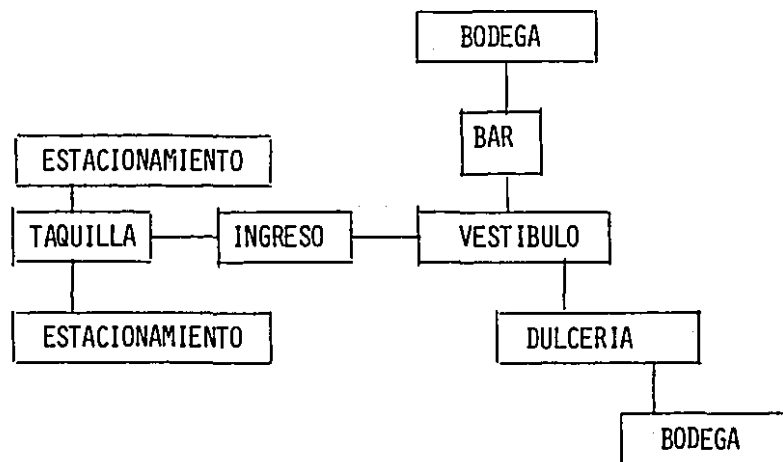 BODEGA
BAR
ESTACIONAMIENTO
TAQUILLA INGRESO VESTIBULO
ESTACIONAMIENTO
DULCERIA
BODEGA